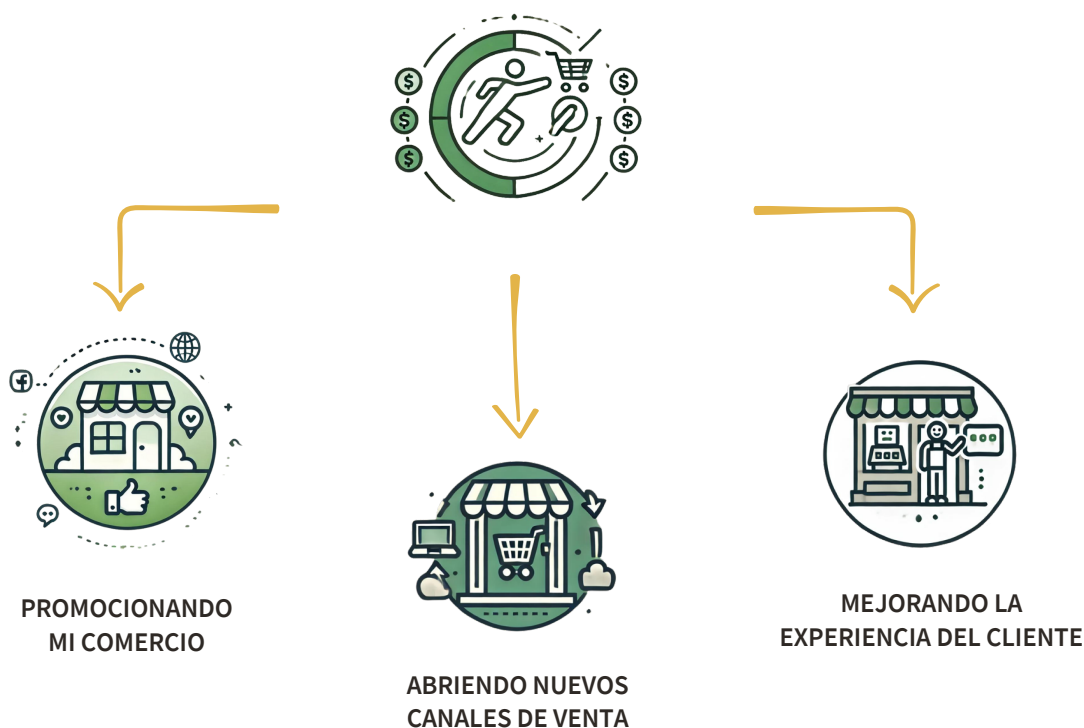 $ $
$ $
$ $
PROMOCIONANDO
MI COMERCIO
ABRIENDO NUEVOS
CANALES DE VENTA
MEJORANDO LA
EXPERIENCIA DEL CLIENTE